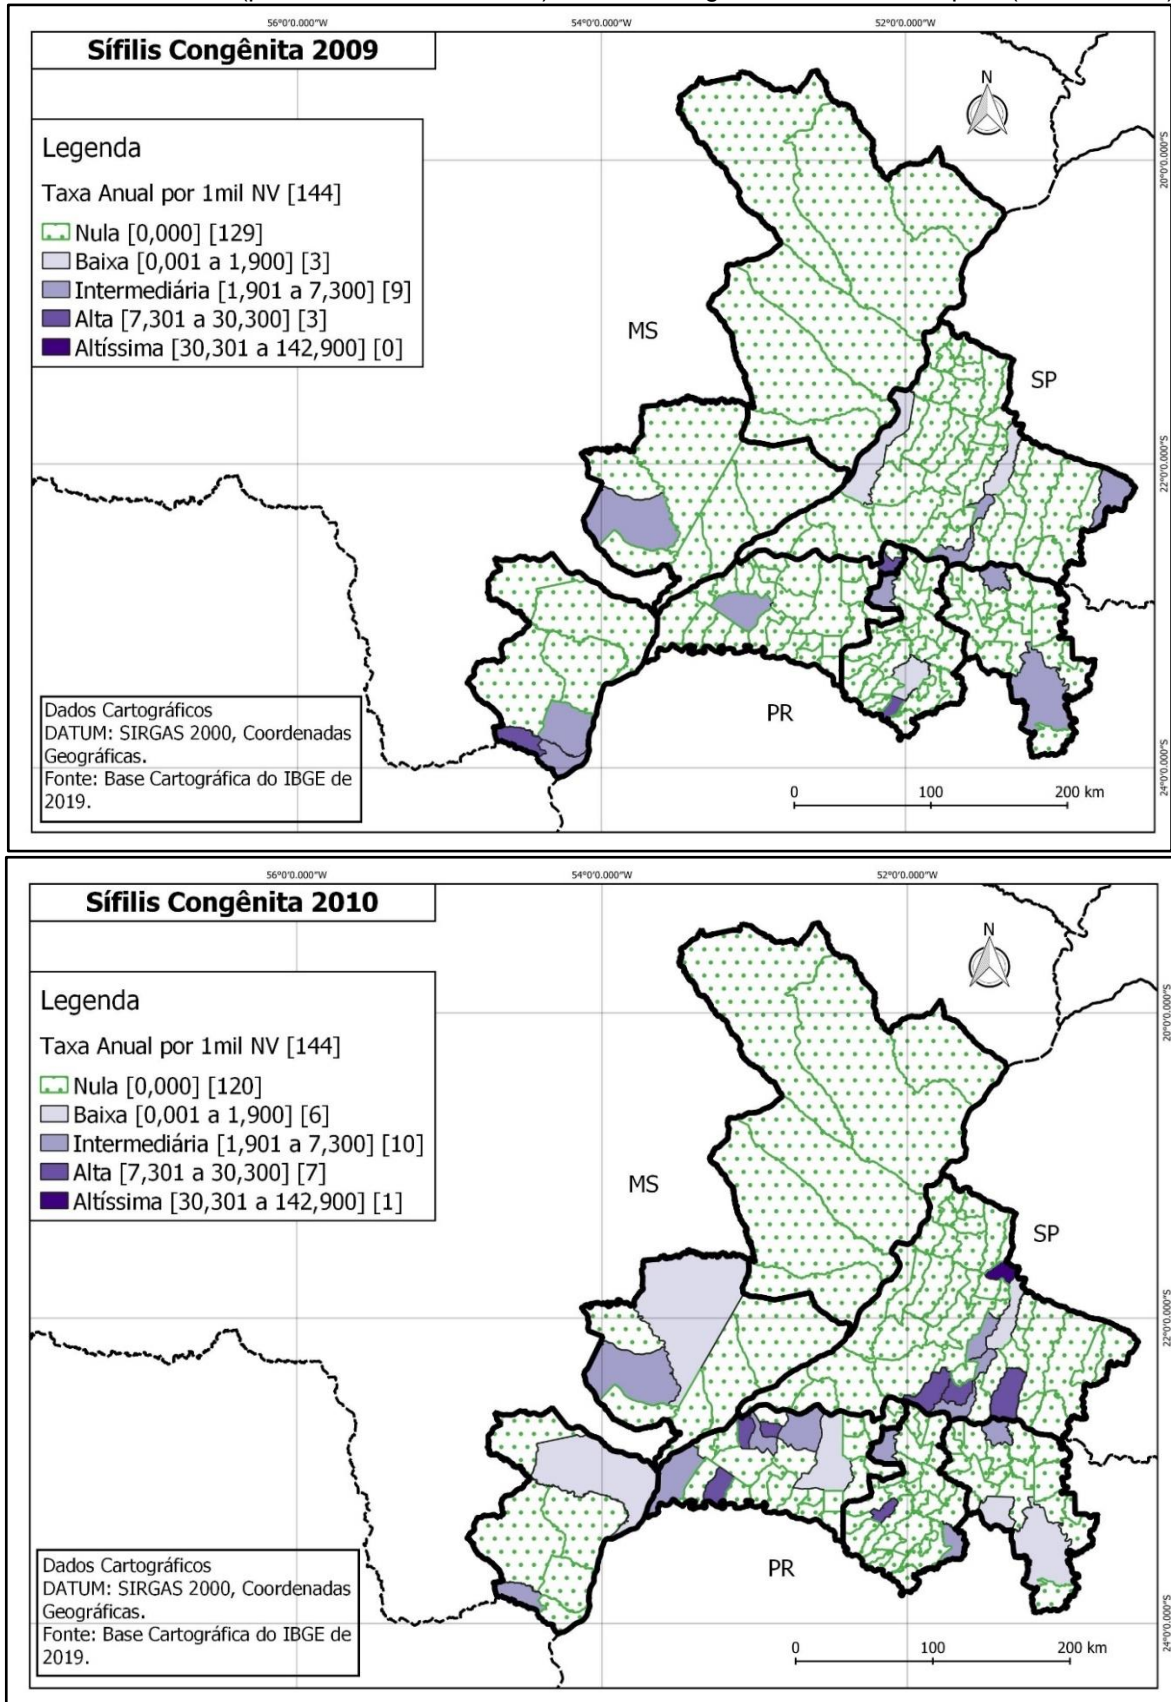 56°0'0.000"W 54°0'0.000"W 52°0'0.000"W
Sífilis Congênita 2009
N
Legenda
Taxa Anual por 1mil NV [144]
Nula [0,000] [129]
Baixa [0,001 a 1,900] [3]
Intermediária [1,901 a 7,300] [9]
Alta [7,301 a 30,300] [3]
Altíssima [30,301 a 142,900] [0]
20°0'0.000"S
MS
SP
22°0'0.000"S
PR
Dados Cartográficos
DATUM: SIRGAS 2000, Coordenadas
Geográficas.
Fonte: Base Cartográfica do IBGE de
2019.
24°0'0.000"S
0 100 200 km
56°0'0.000"W 54°0'0.000"W 52°0'0.000"W
Sífilis Congênita 2010
N
Legenda
Taxa Anual por 1mil NV [144]
Nula [0,000] [120]
Baixa [0,001 a 1,900] [6]
Intermediária [1,901 a 7,300] [10]
Alta [7,301 a 30,300] [7]
Altíssima [30,301 a 142,900] [1]
20°0'0.000"S
MS
SP
22°0'0.000"S
PR
Dados Cartográficos
DATUM: SIRGAS 2000, Coordenadas
Geográficas.
Fonte: Base Cartográfica do IBGE de
2019.
24°0'0.000"S
0 100 200 km